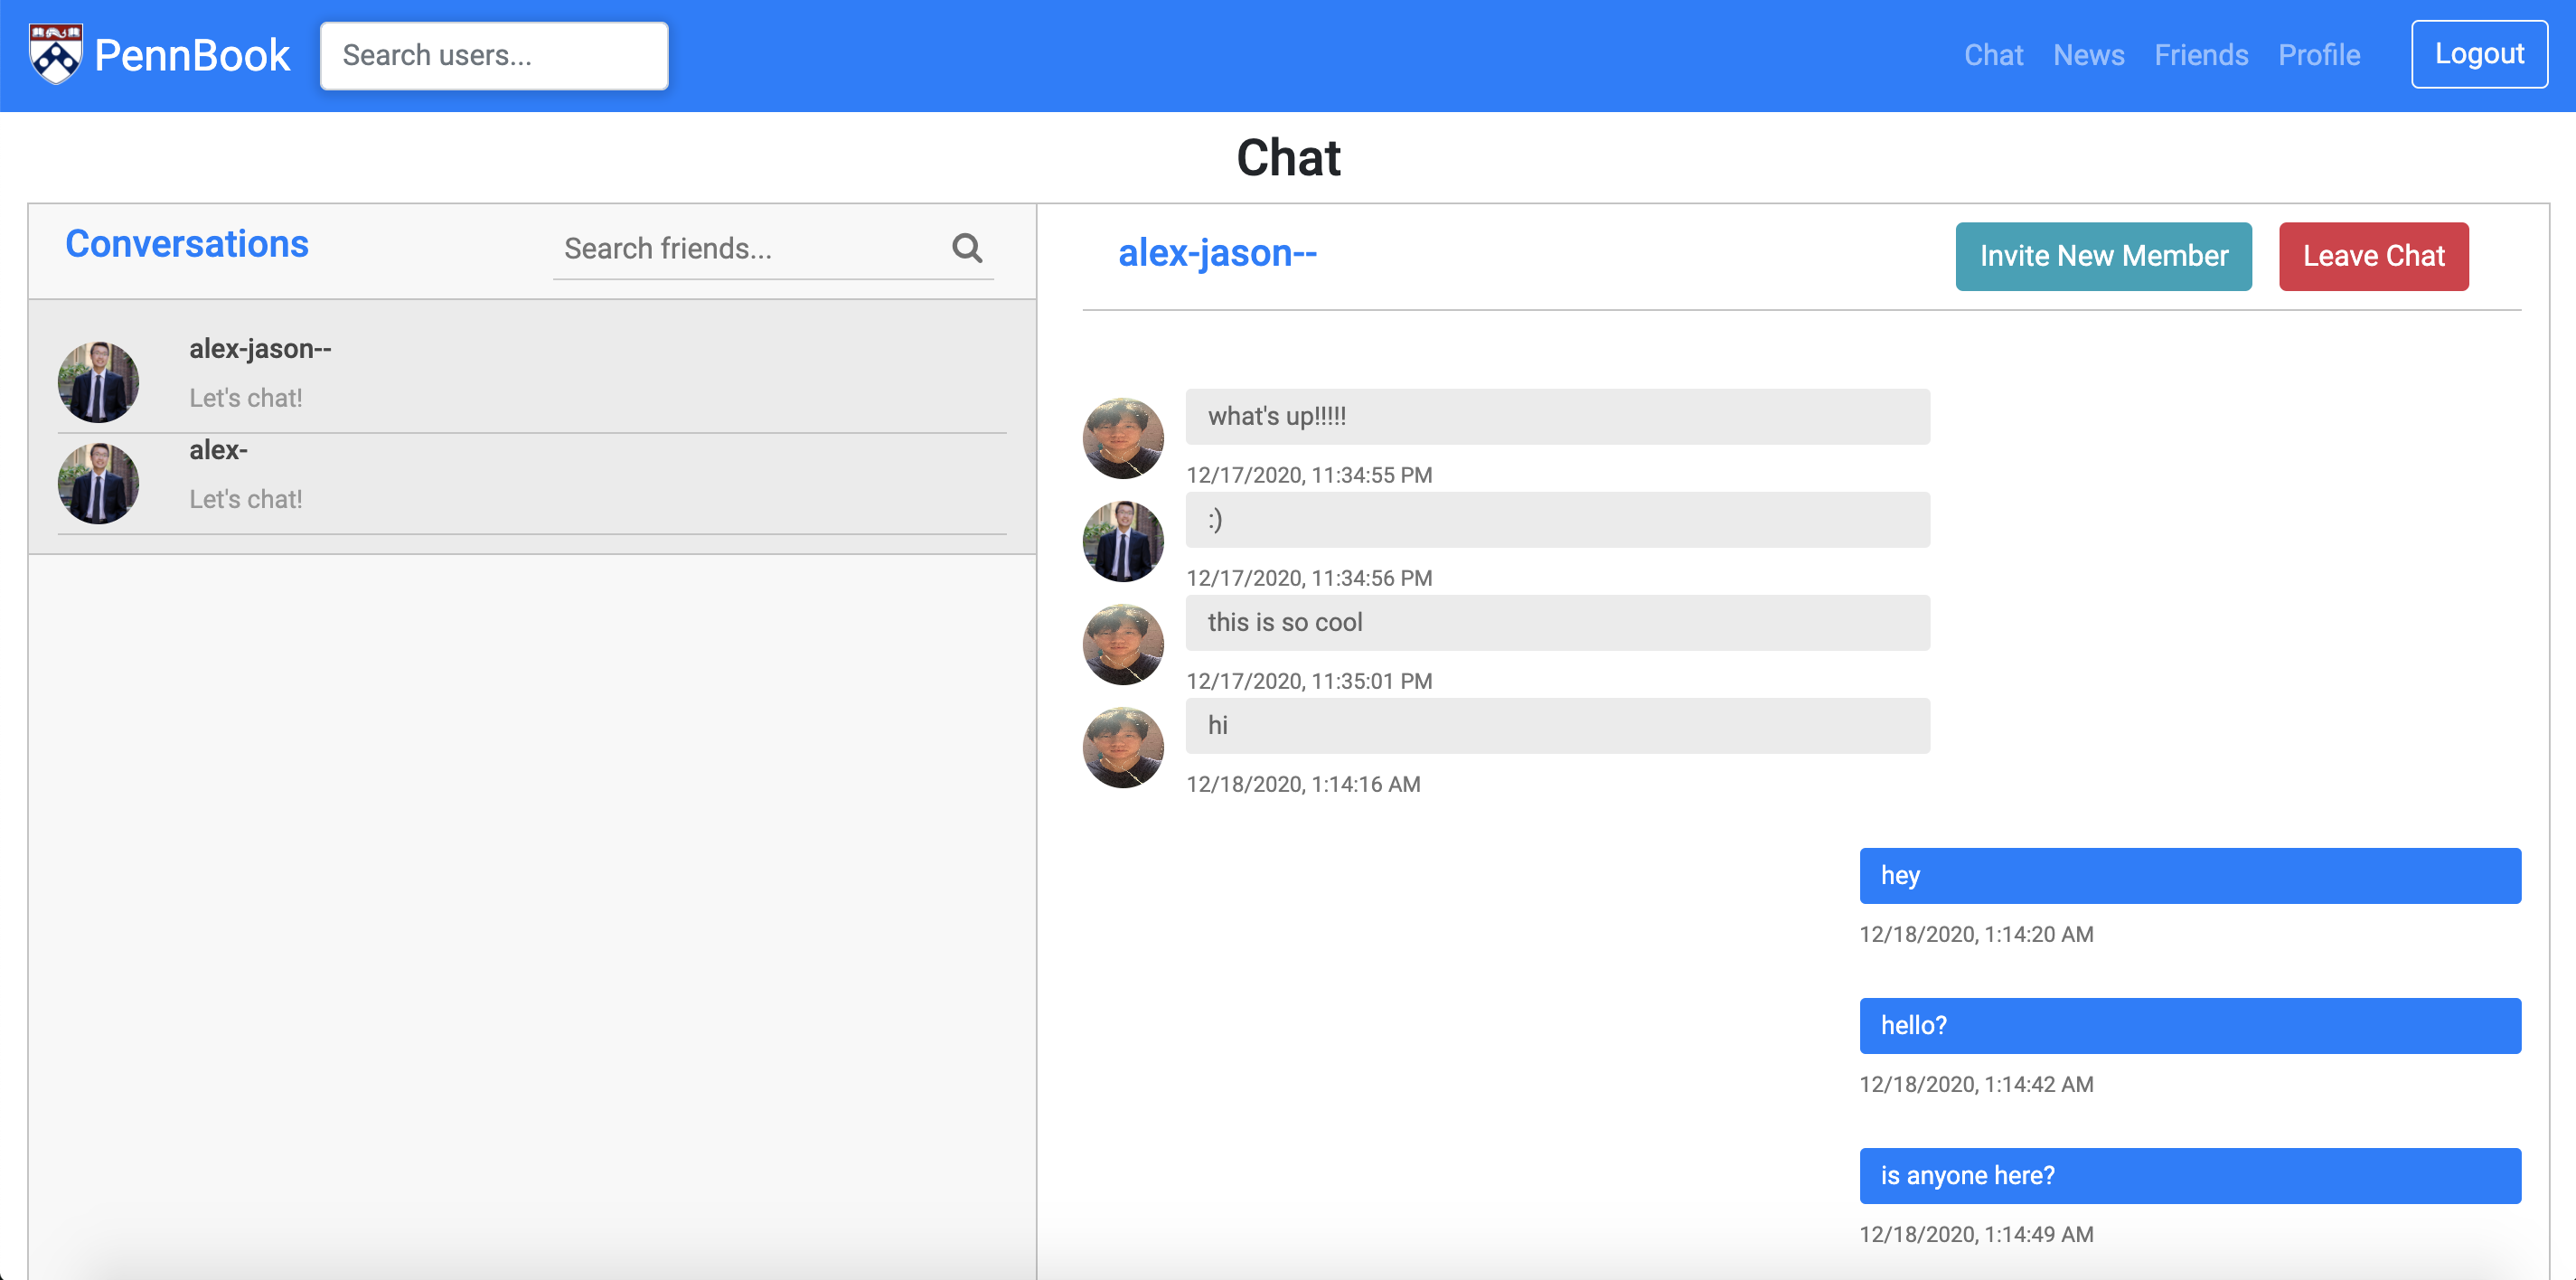 PennBook
Search users...
Chat
News
Friends
Profile
Logout
Chat
Conversations
Search friends...
alex-jason--
Let's chat!
alex-
Let's chat!
alex-jason--
Invite New Member
Leave Chat
what's up!!!!!
12/17/2020, 11:34:55 PM
:)
12/17/2020, 11:34:56 PM
this is so cool
12/17/2020, 11:35:01 PM
hi
12/18/2020, 1:14:16 AM
hey
12/18/2020, 1:14:20 AM
hello?
12/18/2020, 1:14:42 AM
is anyone here?
12/18/2020, 1:14:49 AM